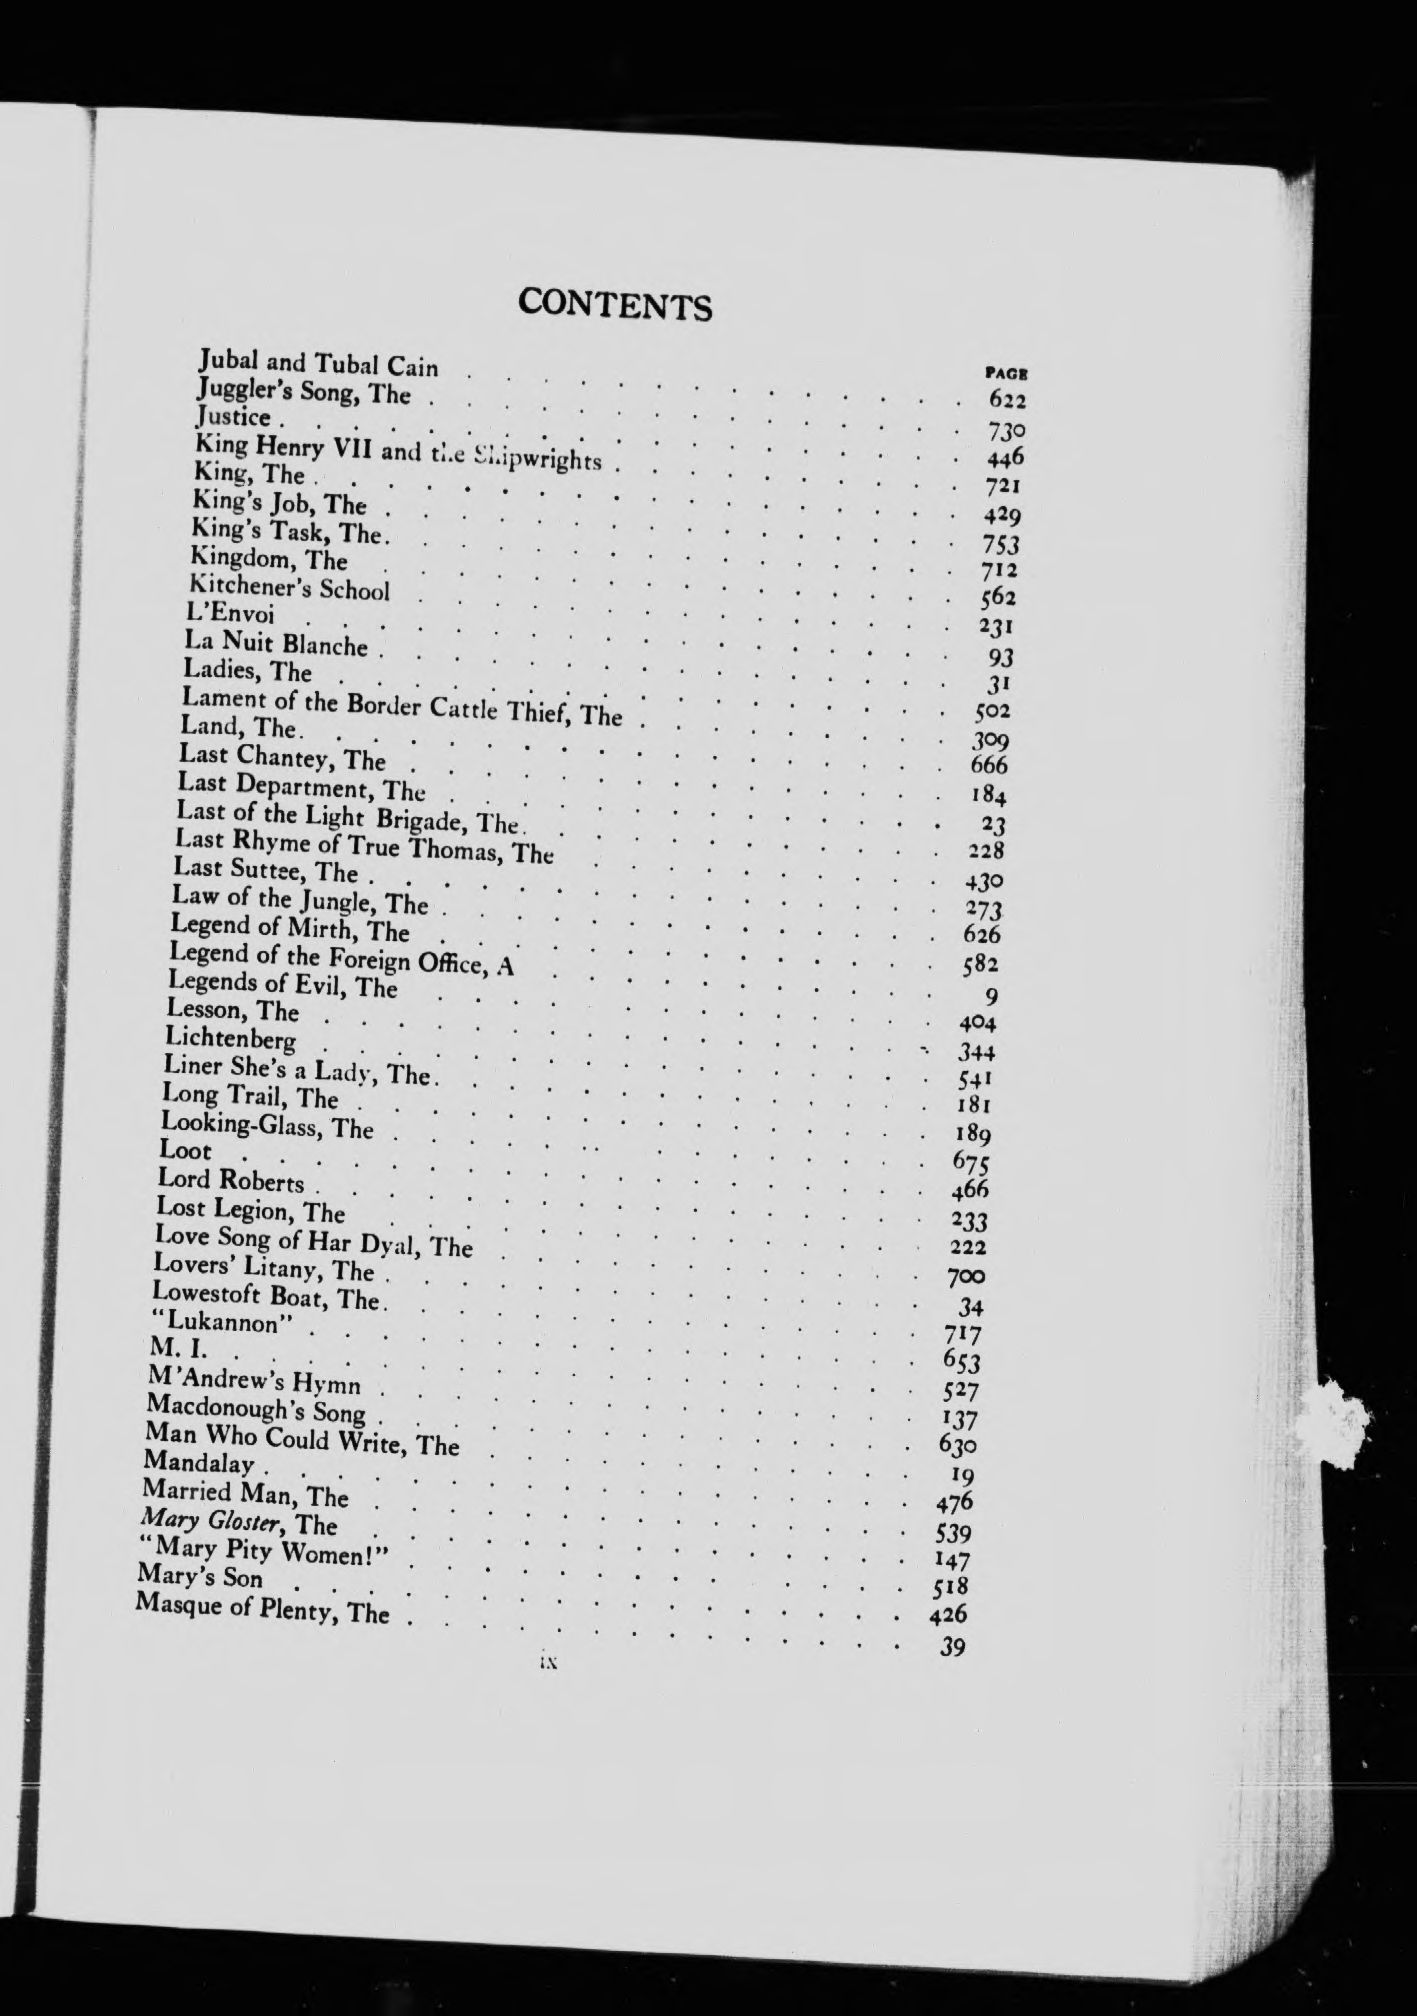 CONTENTS
PAGE
Jubal and Tubal Cain . . . . . . . . . . . . . . 622
Juggler's Song, The . . . . . . . . . . . . . . 730
Justice . . . . . . . . . . . . . . 446
King Henry VII and the Shipwrights . . . . . . . . . . 721
King, The . . . . . . . . . . . . . . 429
King's Job, The . . . . . . . . . . . . . . 753
King's Task, The . . . . . . . . . . . . . . 712
Kingdom, The . . . . . . . . . . . . . . 562
Kitchener's School . . . . . . . . . . . . . . 231
L'Envoi . . . . . . . . . . . . . . 93
La Nuit Blanche . . . . . . . . . . . . . . 31
Ladies, The . . . . . . . . . . . . . . 502
Lament of the Border Cattle Thief, The . . . . . . . . . 309
Land, The . . . . . . . . . . . . . . 666
Last Chantey, The . . . . . . . . . . . . . . 184
Last Department, The . . . . . . . . . . . . . . 23
Last of the Light Brigade, The . . . . . . . . . . . . 228
Last Rhyme of True Thomas, The . . . . . . . . . . 430
Last Suttee, The . . . . . . . . . . . . . . 273
Law of the Jungle, The . . . . . . . . . . . . . . 626
Legend of Mirth, The . . . . . . . . . . . . . . 582
Legend of the Foreign Office, A . . . . . . . . . . . 9
Legends of Evil, The . . . . . . . . . . . . . . 404
Lesson, The . . . . . . . . . . . . . . 344
Lichtenberg . . . . . . . . . . . . . . 541
Liner She's a Lady, The . . . . . . . . . . . . . . 181
Long Trail, The . . . . . . . . . . . . . . 189
Looking-Glass, The . . . . . . . . . . . . . . 675
Loot . . . . . . . . . . . . . . 466
Lord Roberts . . . . . . . . . . . . . . 233
Lost Legion, The . . . . . . . . . . . . . . 222
Love Song of Har Dyal, The . . . . . . . . . . . . 700
Lovers' Litany, The . . . . . . . . . . . . . . 34
Lowestoft Boat, The . . . . . . . . . . . . . . 717
"Lukannon" . . . . . . . . . . . . . . 653
M. I. . . . . . . . . . . . . . . 527
M'Andrew's Hymn . . . . . . . . . . . . . . 137
Macdonough's Song . . . . . . . . . . . . . . 630
Man Who Could Write, The . . . . . . . . . . . . 19
Mandalay . . . . . . . . . . . . . . 476
Married Man, The . . . . . . . . . . . . . . 539
Mary Gloster, The . . . . . . . . . . . . . . 147
"Mary Pity Women!" . . . . . . . . . . . . . . 518
Mary's Son . . . . . . . . . . . . . . 426
Masque of Plenty, The . . . . . . . . . . . . . . 39
ix